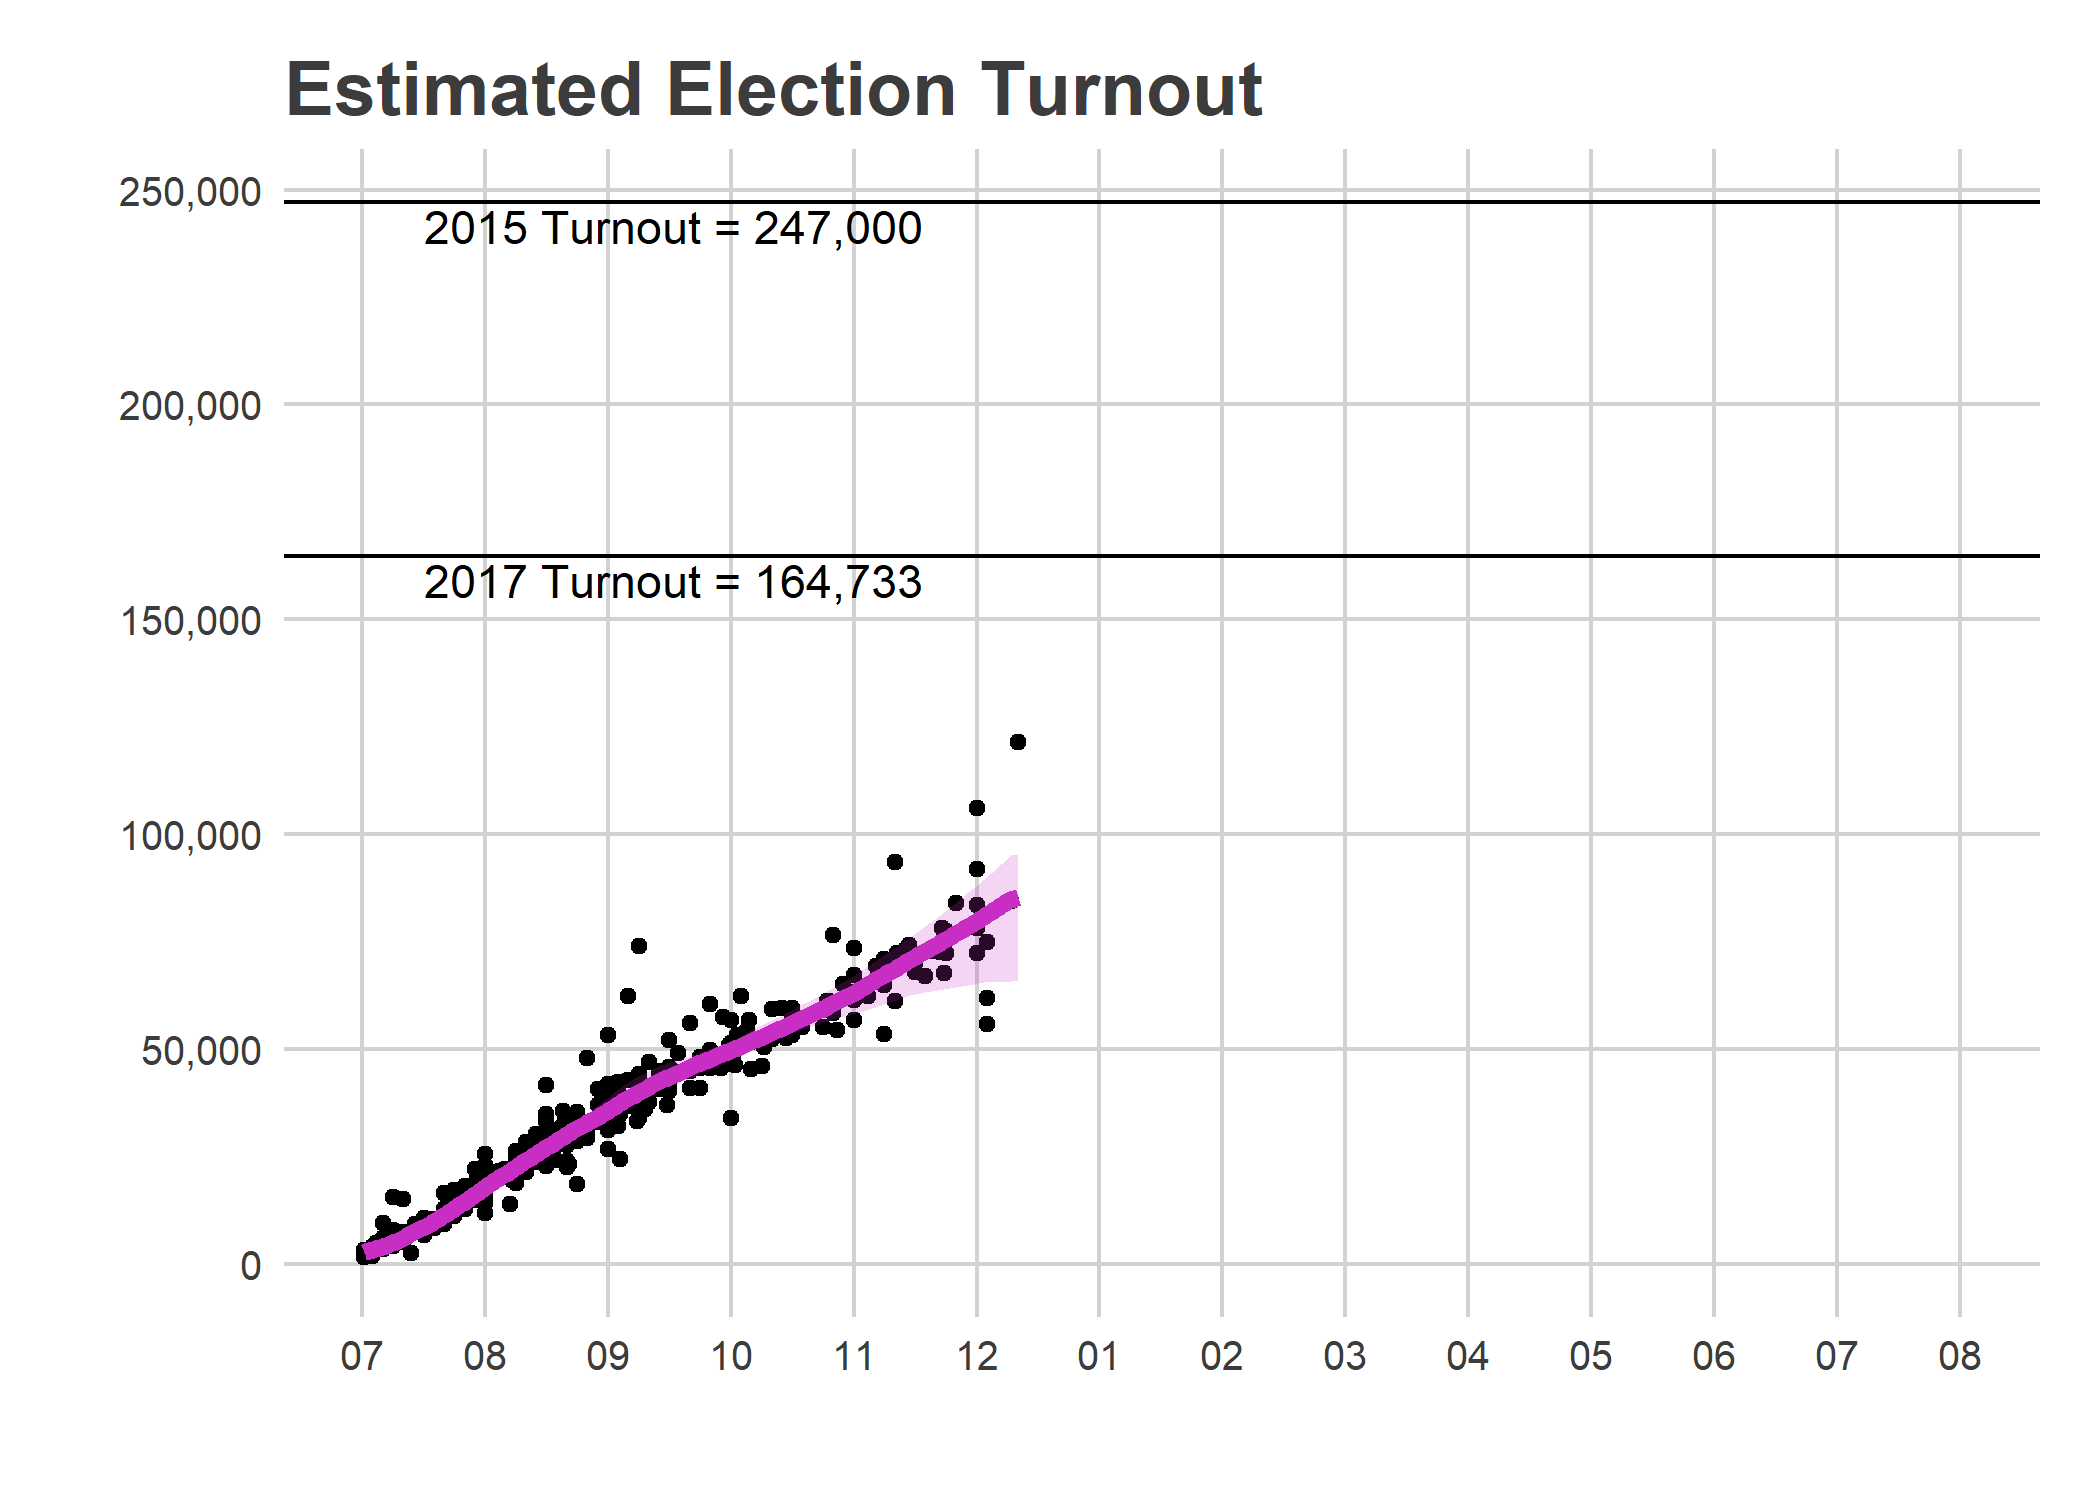 Estimated Election Turnout
250,000
2015 Turnout = 247,000
200,000
2017 Turnout = 164,733
150,000
100,000
50,000
0
07 08 09 10 11 12 01 02 03 04 05 06 07 08